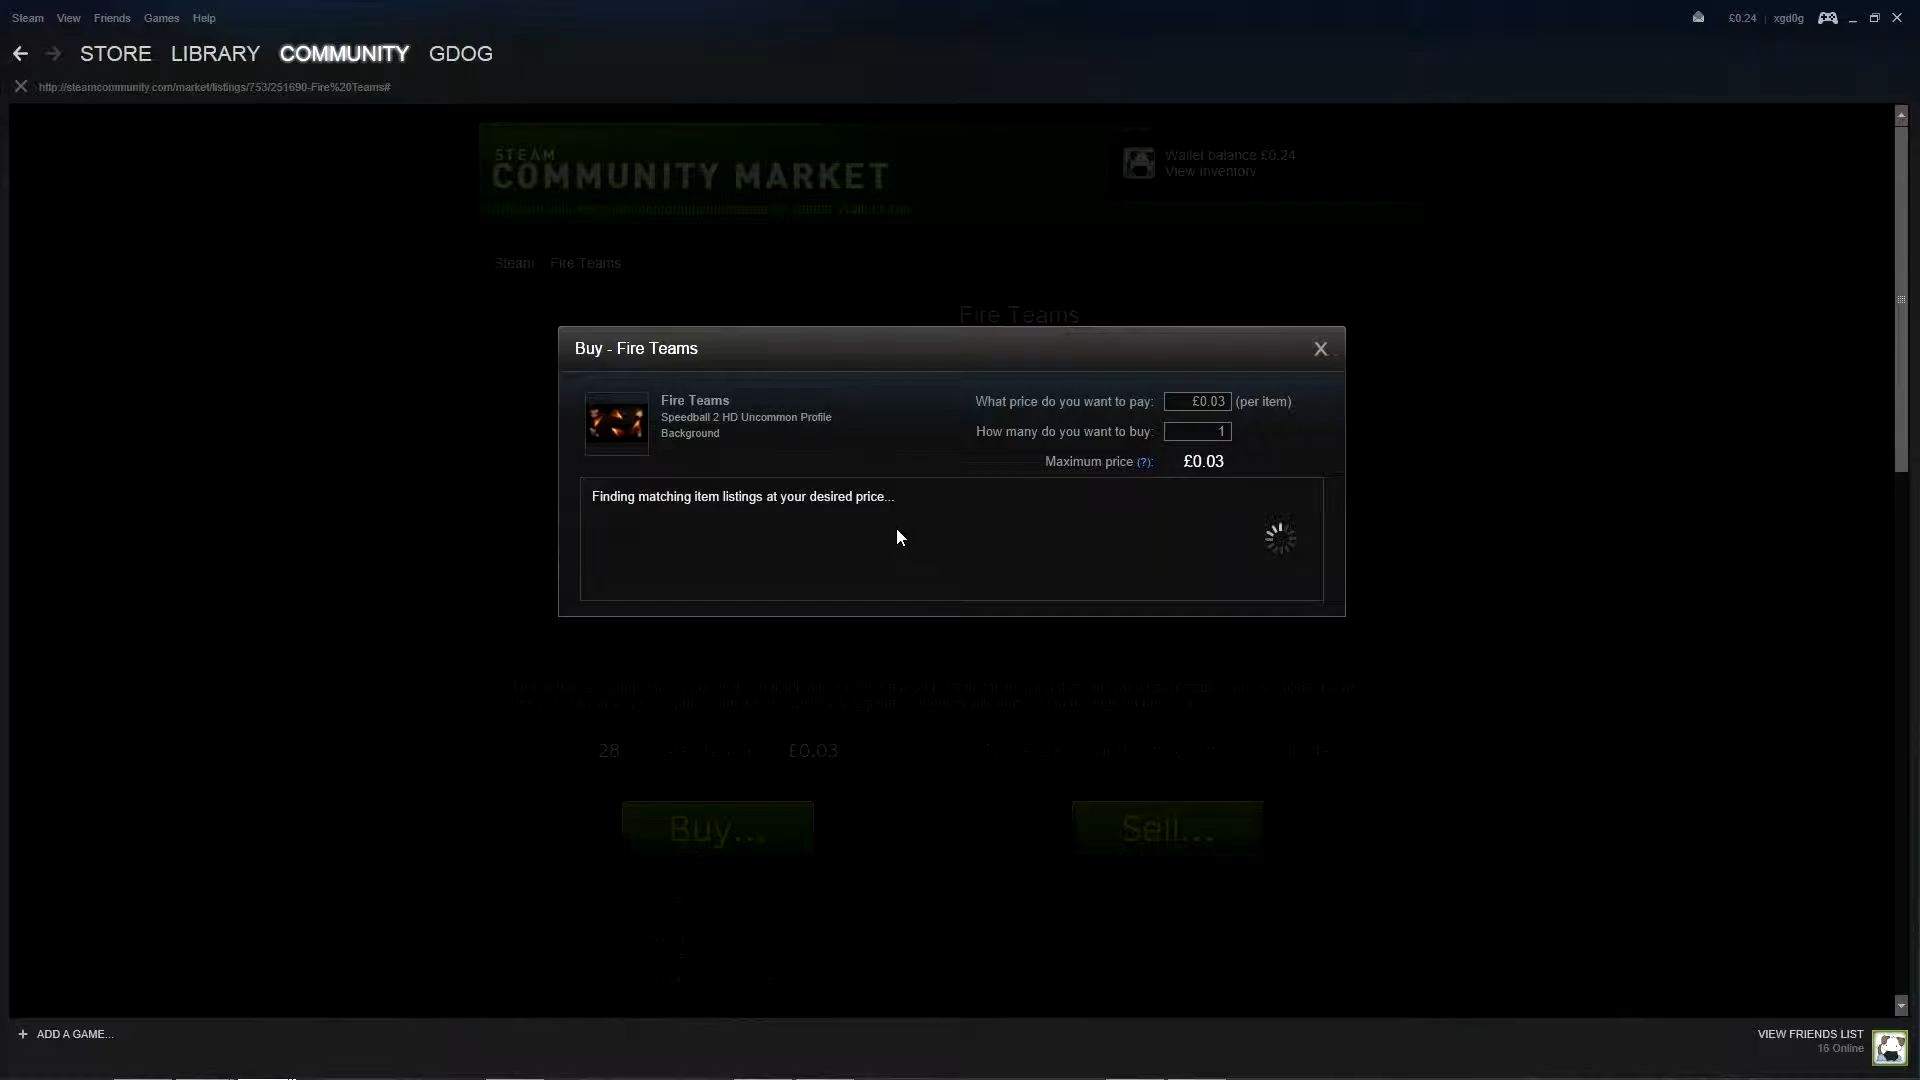 Steam View Friends Games Help
£0.24 | xgd0g
STORE LIBRARY COMMUNITY GDOG
http://steamcommunity.com/market/listings/753/251690-Fire%20Teams#
STEAM
COMMUNITY MARKET
Wallet balance £0.24
View Inventory
Steam Fire Teams
Fire Teams
Buy - Fire Teams
X
Fire Teams
Speedball 2 HD Uncommon Profile
Background
What price do you want to pay: £0.03 (per item)
How many do you want to buy: 1
Maximum price (?): £0.03
Finding matching item listings at your desired price...
28
£0.03
Buy...
Sell...
+ ADD A GAME...
VIEW FRIENDS LIST
16 Online